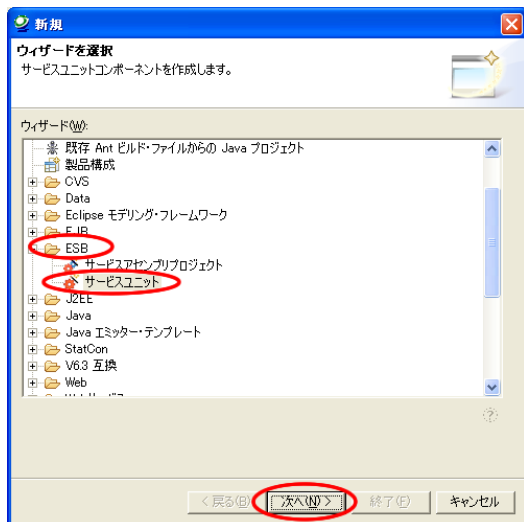 新規
ウィザードを選択
サービスユニットコンポーネントを作成します。
ウィザード(W):
既存 Ant ビルド・ファイルからの Java プロジェクト
製品構成
CVS
Data
Eclipse モデリング・フレームワーク
EJB
ESB
サービスアセンブリプロジェクト
サービスユニット
J2EE
Java
Java エミッター・テンプレート
StatCon
V6.3 互換
Web
< 戻る(B) 次へ(N) > 終了(F) キャンセル